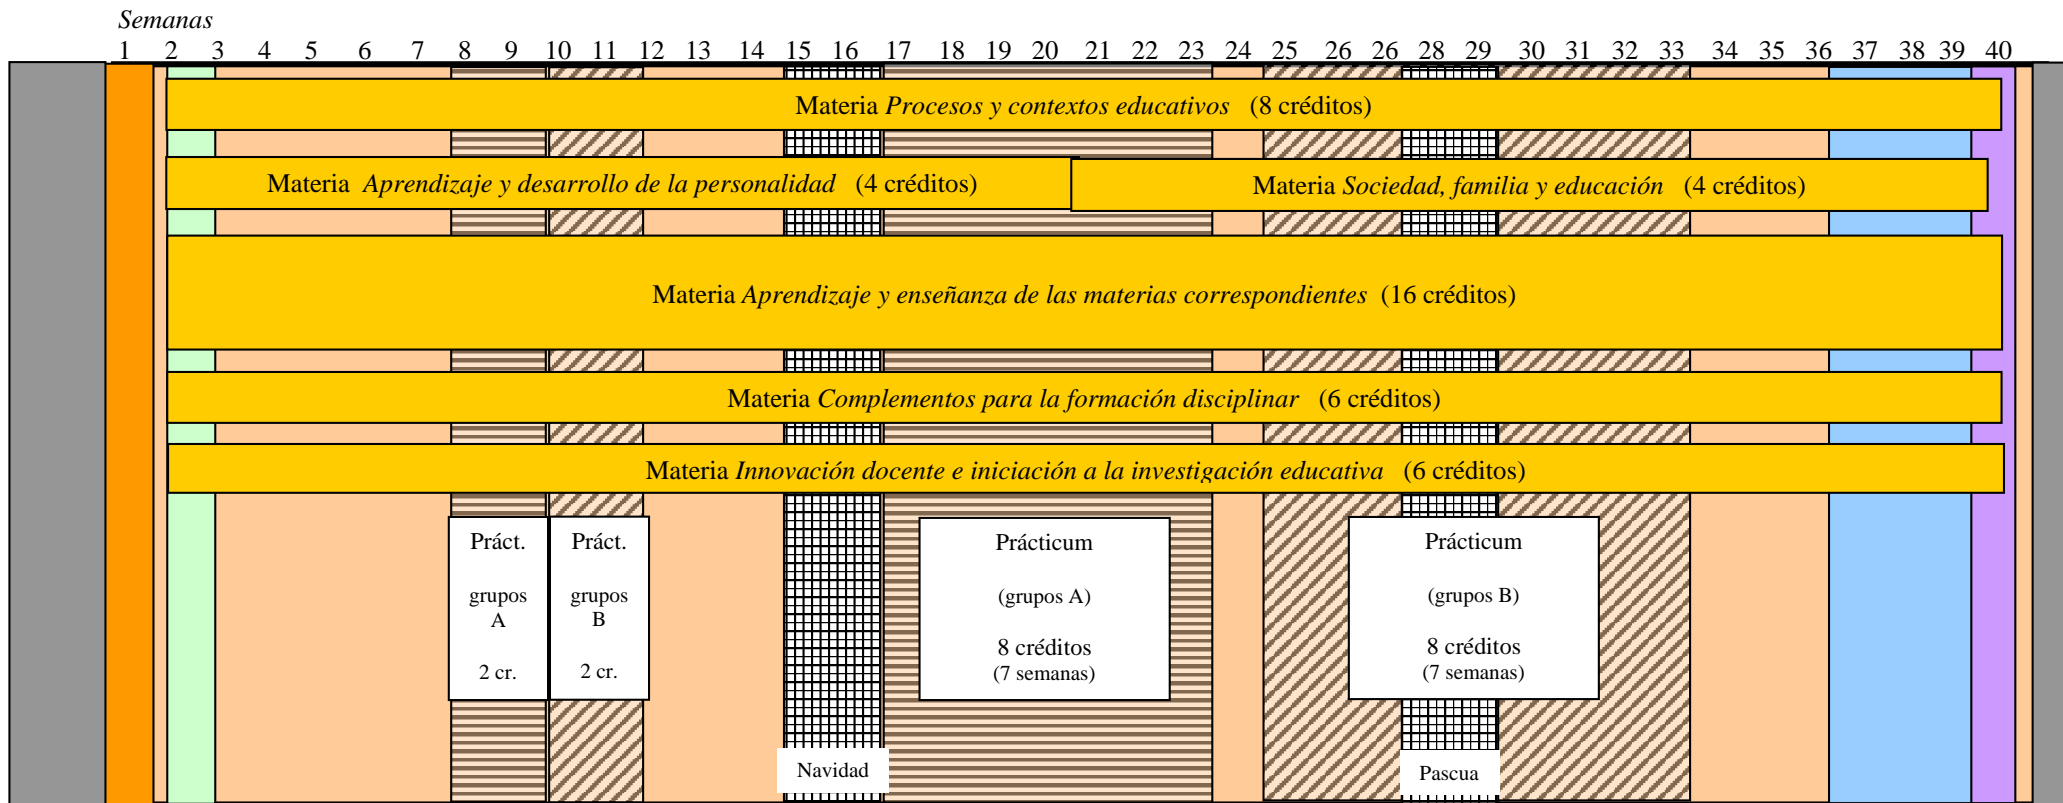 Semanas
1 2 3 4 5 6 7 8 9 10 11 12 13 14 15 16 17 18 19 20 21 22 23 24 25 26 26 28 29 30 31 32 33 34 35 36 37 38 39 40
Materia Procesos y contextos educativos (8 créditos)
Materia Aprendizaje y desarrollo de la personalidad (4 créditos)
Materia Sociedad, familia y educación (4 créditos)
Materia Aprendizaje y enseñanza de las materias correspondientes (16 créditos)
Materia Complementos para la formación disciplinar (6 créditos)
Materia Innovación docente e iniciación a la investigación educativa (6 créditos)
Práct.
grupos
A
2 cr.
Práct.
grupos
B
2 cr.
Prácticum
(grupos A)
8 créditos
(7 semanas)
Prácticum
(grupos B)
8 créditos
(7 semanas)
Navidad
Pascua